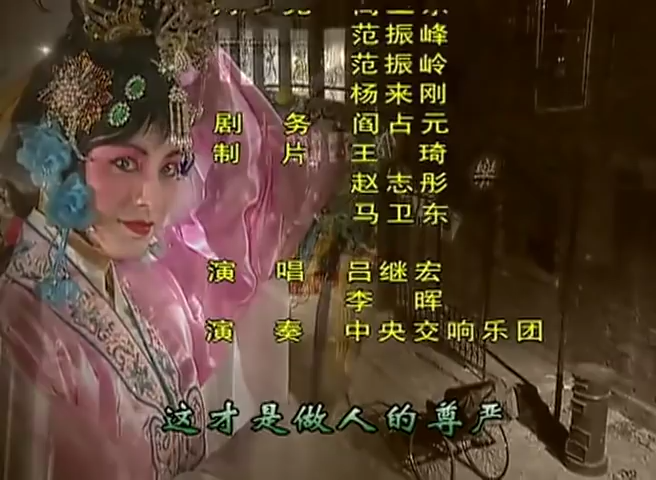 范振峰
范振岭
杨来刚
剧务 阎占元
制片 王琦
赵志彤
马卫东
演唱 吕继宏
李晖
演奏 中央交响乐团
这才是做人的尊严